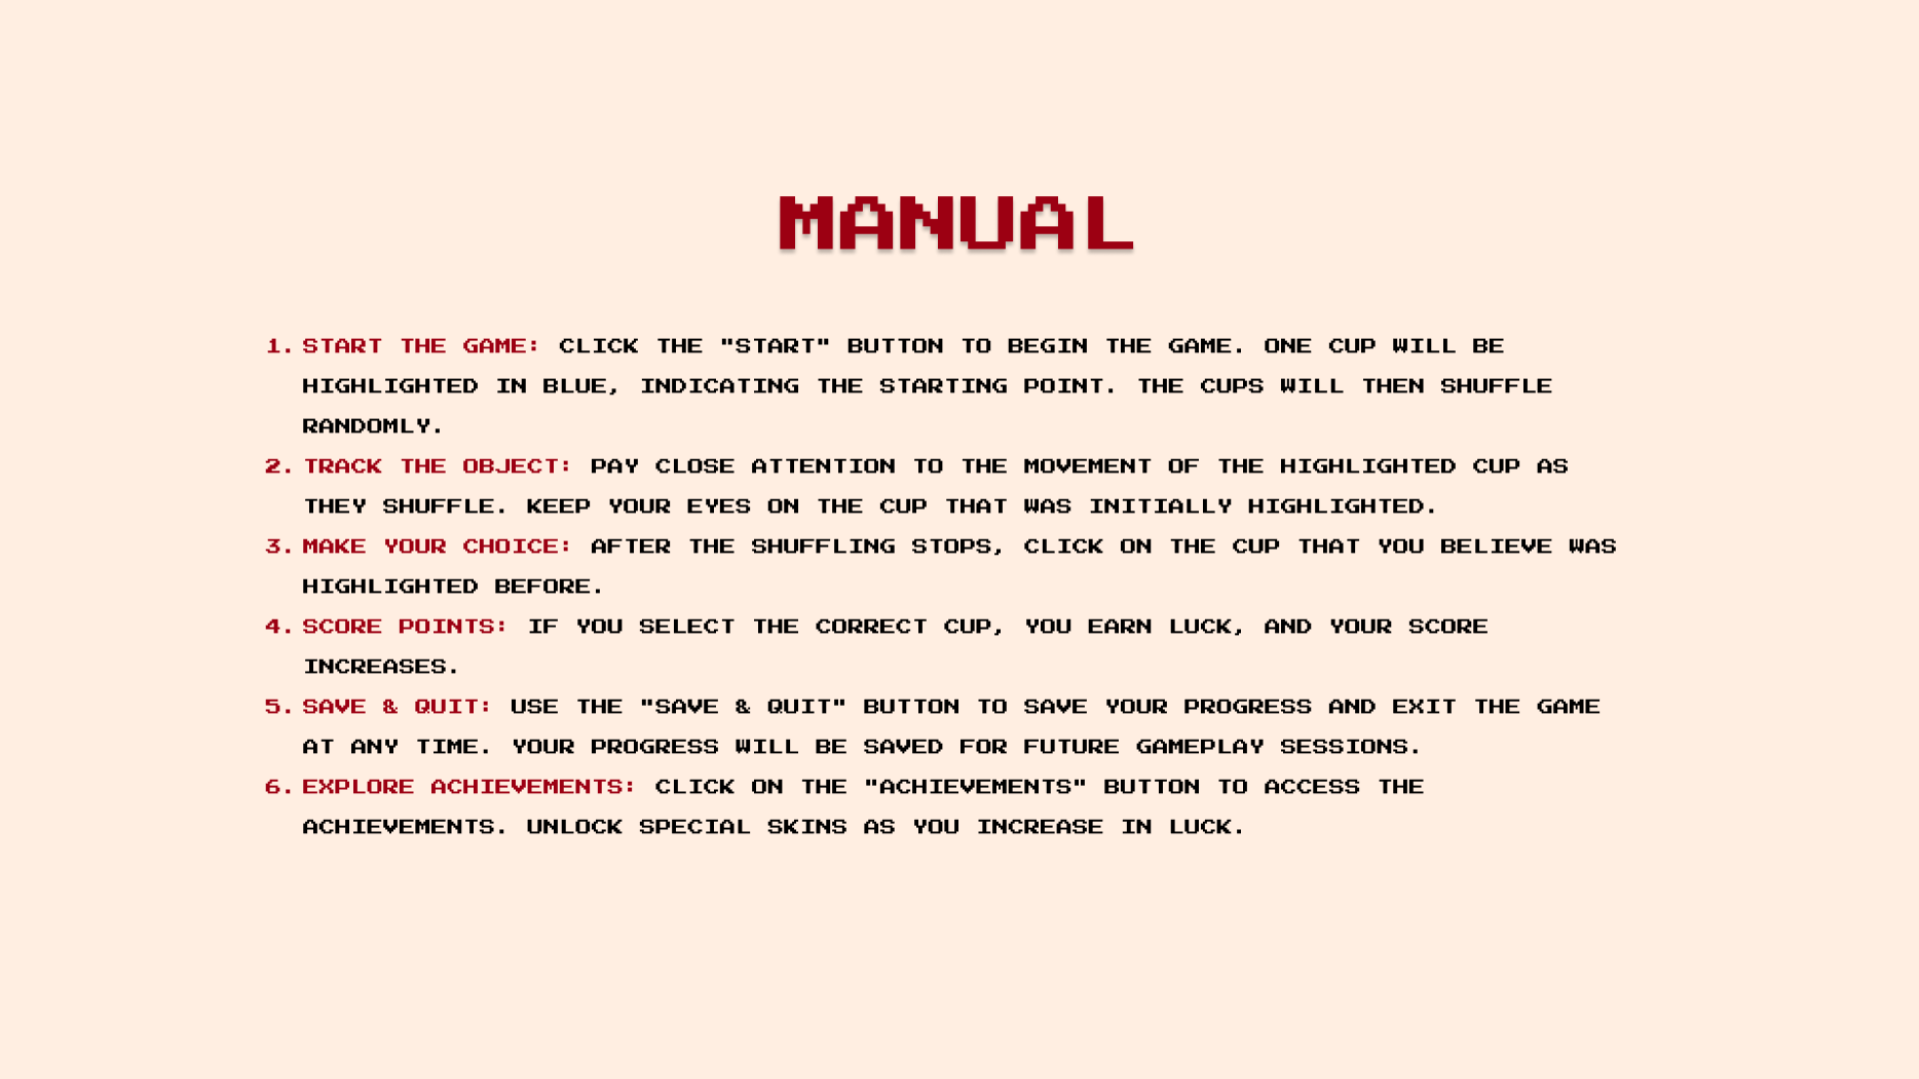 MANUAL
1. START THE GAME: CLICK THE "START" BUTTON TO BEGIN THE GAME. ONE CUP WILL BE
HIGHLIGHTED IN BLUE, INDICATING THE STARTING POINT. THE CUPS WILL THEN SHUFFLE
RANDOMLY.
2. TRACK THE OBJECT: PAY CLOSE ATTENTION TO THE MOVEMENT OF THE HIGHLIGHTED CUP AS
THEY SHUFFLE. KEEP YOUR EYES ON THE CUP THAT WAS INITIALLY HIGHLIGHTED.
3. MAKE YOUR CHOICE: AFTER THE SHUFFLING STOPS, CLICK ON THE CUP THAT YOU BELIEVE WAS
HIGHLIGHTED BEFORE.
4. SCORE POINTS: IF YOU SELECT THE CORRECT CUP, YOU EARN LUCK, AND YOUR SCORE
INCREASES.
5. SAVE & QUIT: USE THE "SAVE & QUIT" BUTTON TO SAVE YOUR PROGRESS AND EXIT THE GAME
AT ANY TIME. YOUR PROGRESS WILL BE SAVED FOR FUTURE GAMEPLAY SESSIONS.
6. EXPLORE ACHIEVEMENTS: CLICK ON THE "ACHIEVEMENTS" BUTTON TO ACCESS THE
ACHIEVEMENTS. UNLOCK SPECIAL SKINS AS YOU INCREASE IN LUCK.